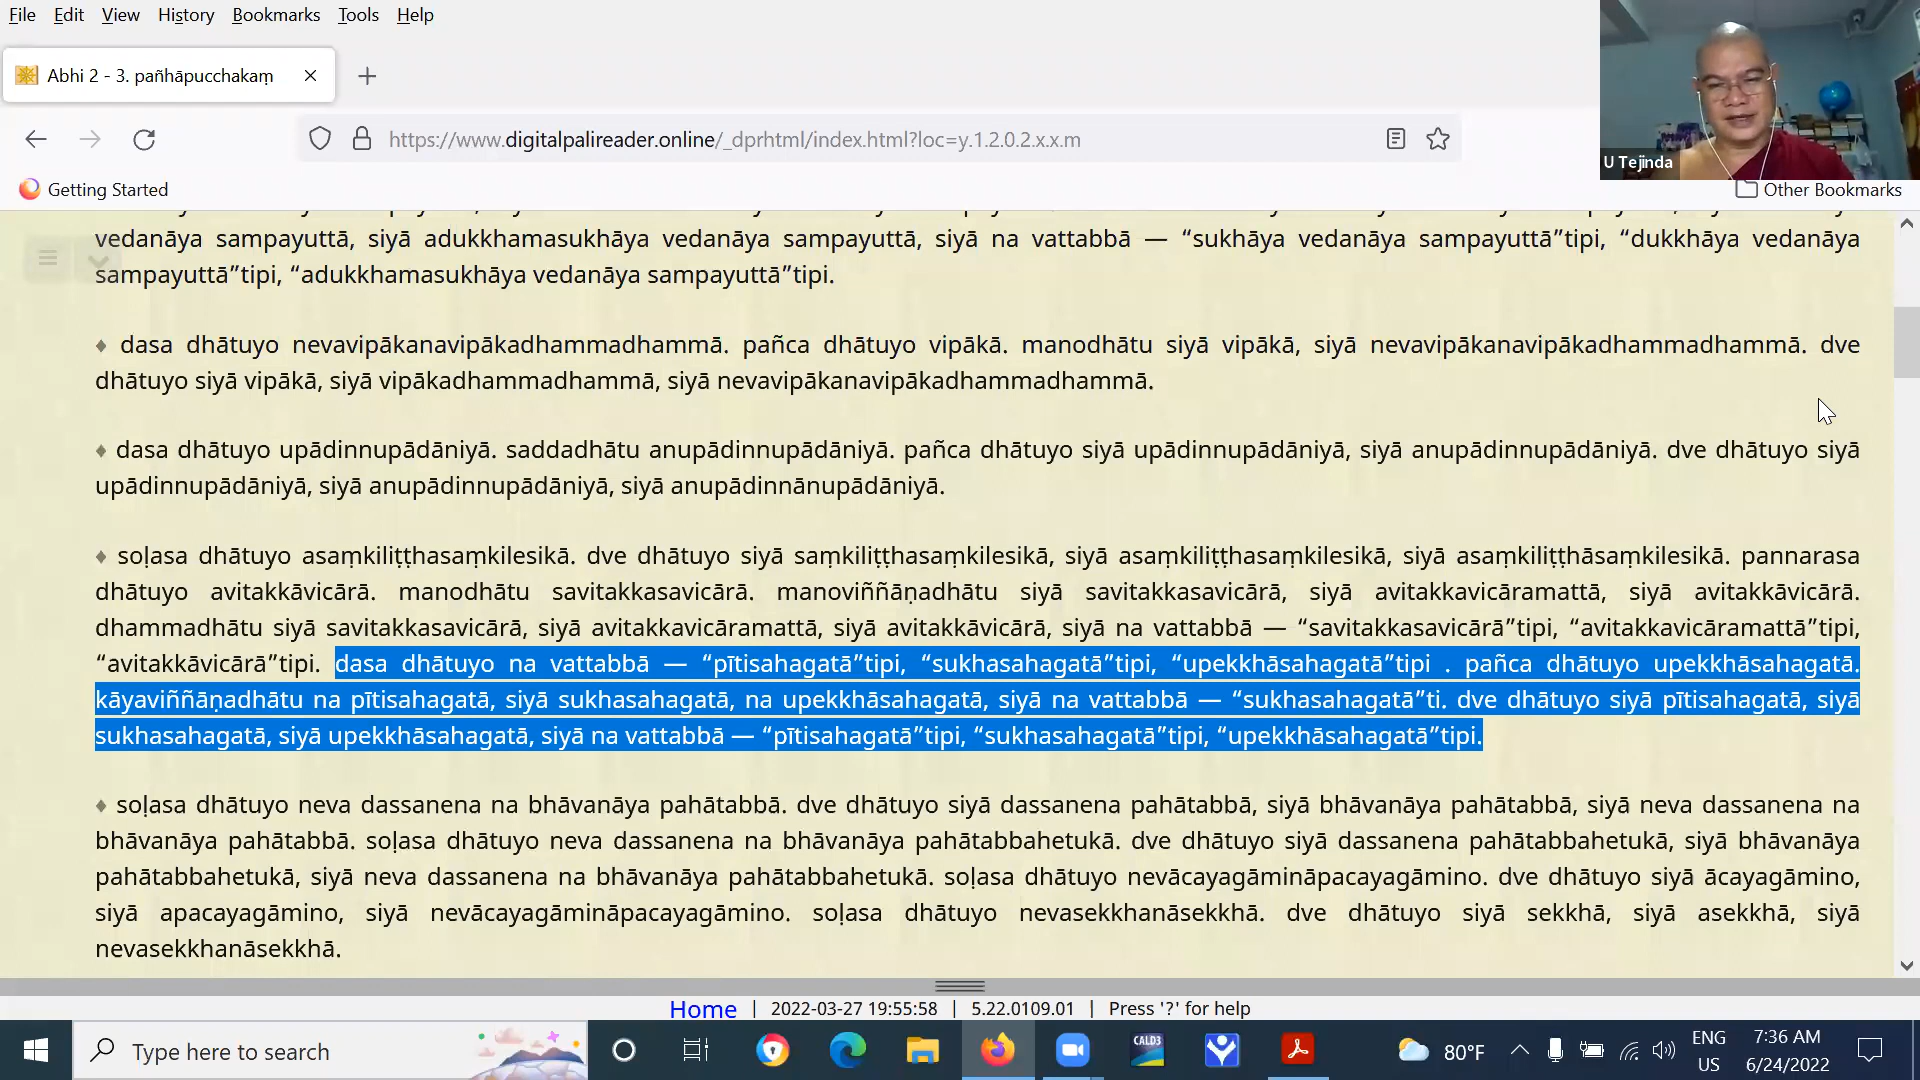 File Edit View History Bookmarks Tools Help
Abhi 2 - 3. pañhāpucchakaṃ
https://www.digitalpalireader.online/_dprhtml/index.html?loc=y.1.2.0.2.x.x.m
U Tejinda
Getting Started
Other Bookmarks
vedanāya sampayuttā, siyā adukkhamasukhāya vedanāya sampayuttā, siyā na vattabbā — “sukhāya vedanāya sampayuttā”tipi, “dukkhāya vedanāya
sampayuttā”tipi, “adukkhamasukhāya vedanāya sampayuttā”tipi.
♦ dasa dhātuyo nevavipākanavipākadhammadhammā. pañca dhātuyo vipākā. manodhātu siyā vipākā, siyā nevavipākanavipākadhammadhammā. dve
dhātuyo siyā vipākā, siyā vipākadhammadhammā, siyā nevavipākanavipākadhammadhammā.
♦ dasa dhātuyo upādinnupādāniyā. saddadhātu anupādinnupādāniyā. pañca dhātuyo siyā upādinnupādāniyā, siyā anupādinnupādāniyā. dve dhātuyo siyā
upādinnupādāniyā, siyā anupādinnupādāniyā, siyā anupādinnānupādāniyā.
♦ soḷasa dhātuyo asaṃkiliṭṭhasaṃkilesikā. dve dhātuyo siyā saṃkiliṭṭhasaṃkilesikā, siyā asaṃkiliṭṭhasaṃkilesikā, siyā asaṃkiliṭṭhāsaṃkilesikā. pannarasa
dhātuyo avitakkāvicārā. manodhātu savitakkasavicārā. manoviññāṇadhātu siyā savitakkasavicārā, siyā avitakkavicāramattā, siyā avitakkāvicārā.
dhammadhātu siyā savitakkasavicārā, siyā avitakkavicāramattā, siyā avitakkāvicārā, siyā na vattabbā — “savitakkasavicārā”tipi, “avitakkavicāramattā”tipi,
“avitakkāvicārā”tipi. dasa dhātuyo na vattabbā — “pītisahagatā”tipi, “sukhasahagatā”tipi, “upekkhāsahagatā”tipi . pañca dhātuyo upekkhāsahagatā.
kāyaviññāṇadhātu na pītisahagatā, siyā sukhasahagatā, na upekkhāsahagatā, siyā na vattabbā — “sukhasahagatā”ti. dve dhātuyo siyā pītisahagatā, siyā
sukhasahagatā, siyā upekkhāsahagatā, siyā na vattabbā — “pītisahagatā”tipi, “sukhasahagatā”tipi, “upekkhāsahagatā”tipi.
♦ soḷasa dhātuyo neva dassanena na bhāvanāya pahātabbā. dve dhātuyo siyā dassanena pahātabbā, siyā bhāvanāya pahātabbā, siyā neva dassanena na
bhāvanāya pahātabbā. soḷasa dhātuyo neva dassanena na bhāvanāya pahātabbahetukā. dve dhātuyo siyā dassanena pahātabbahetukā, siyā bhāvanāya
pahātabbahetukā, siyā neva dassanena na bhāvanāya pahātabbahetukā. soḷasa dhātuyo nevācayagāmināpacayagāmino. dve dhātuyo siyā ācayagāmino,
siyā apacayagāmino, siyā nevācayagāmināpacayagāmino. soḷasa dhātuyo nevasekkhanāsekkhā. dve dhātuyo siyā sekkhā, siyā asekkhā, siyā
nevasekkhanāsekkhā.
Home | 2022-03-27 19:55:58 | 5.22.0109.01 | Press '?' for help
Type here to search
CALD3
80°F
ENG
US
7:36 AM
6/24/2022